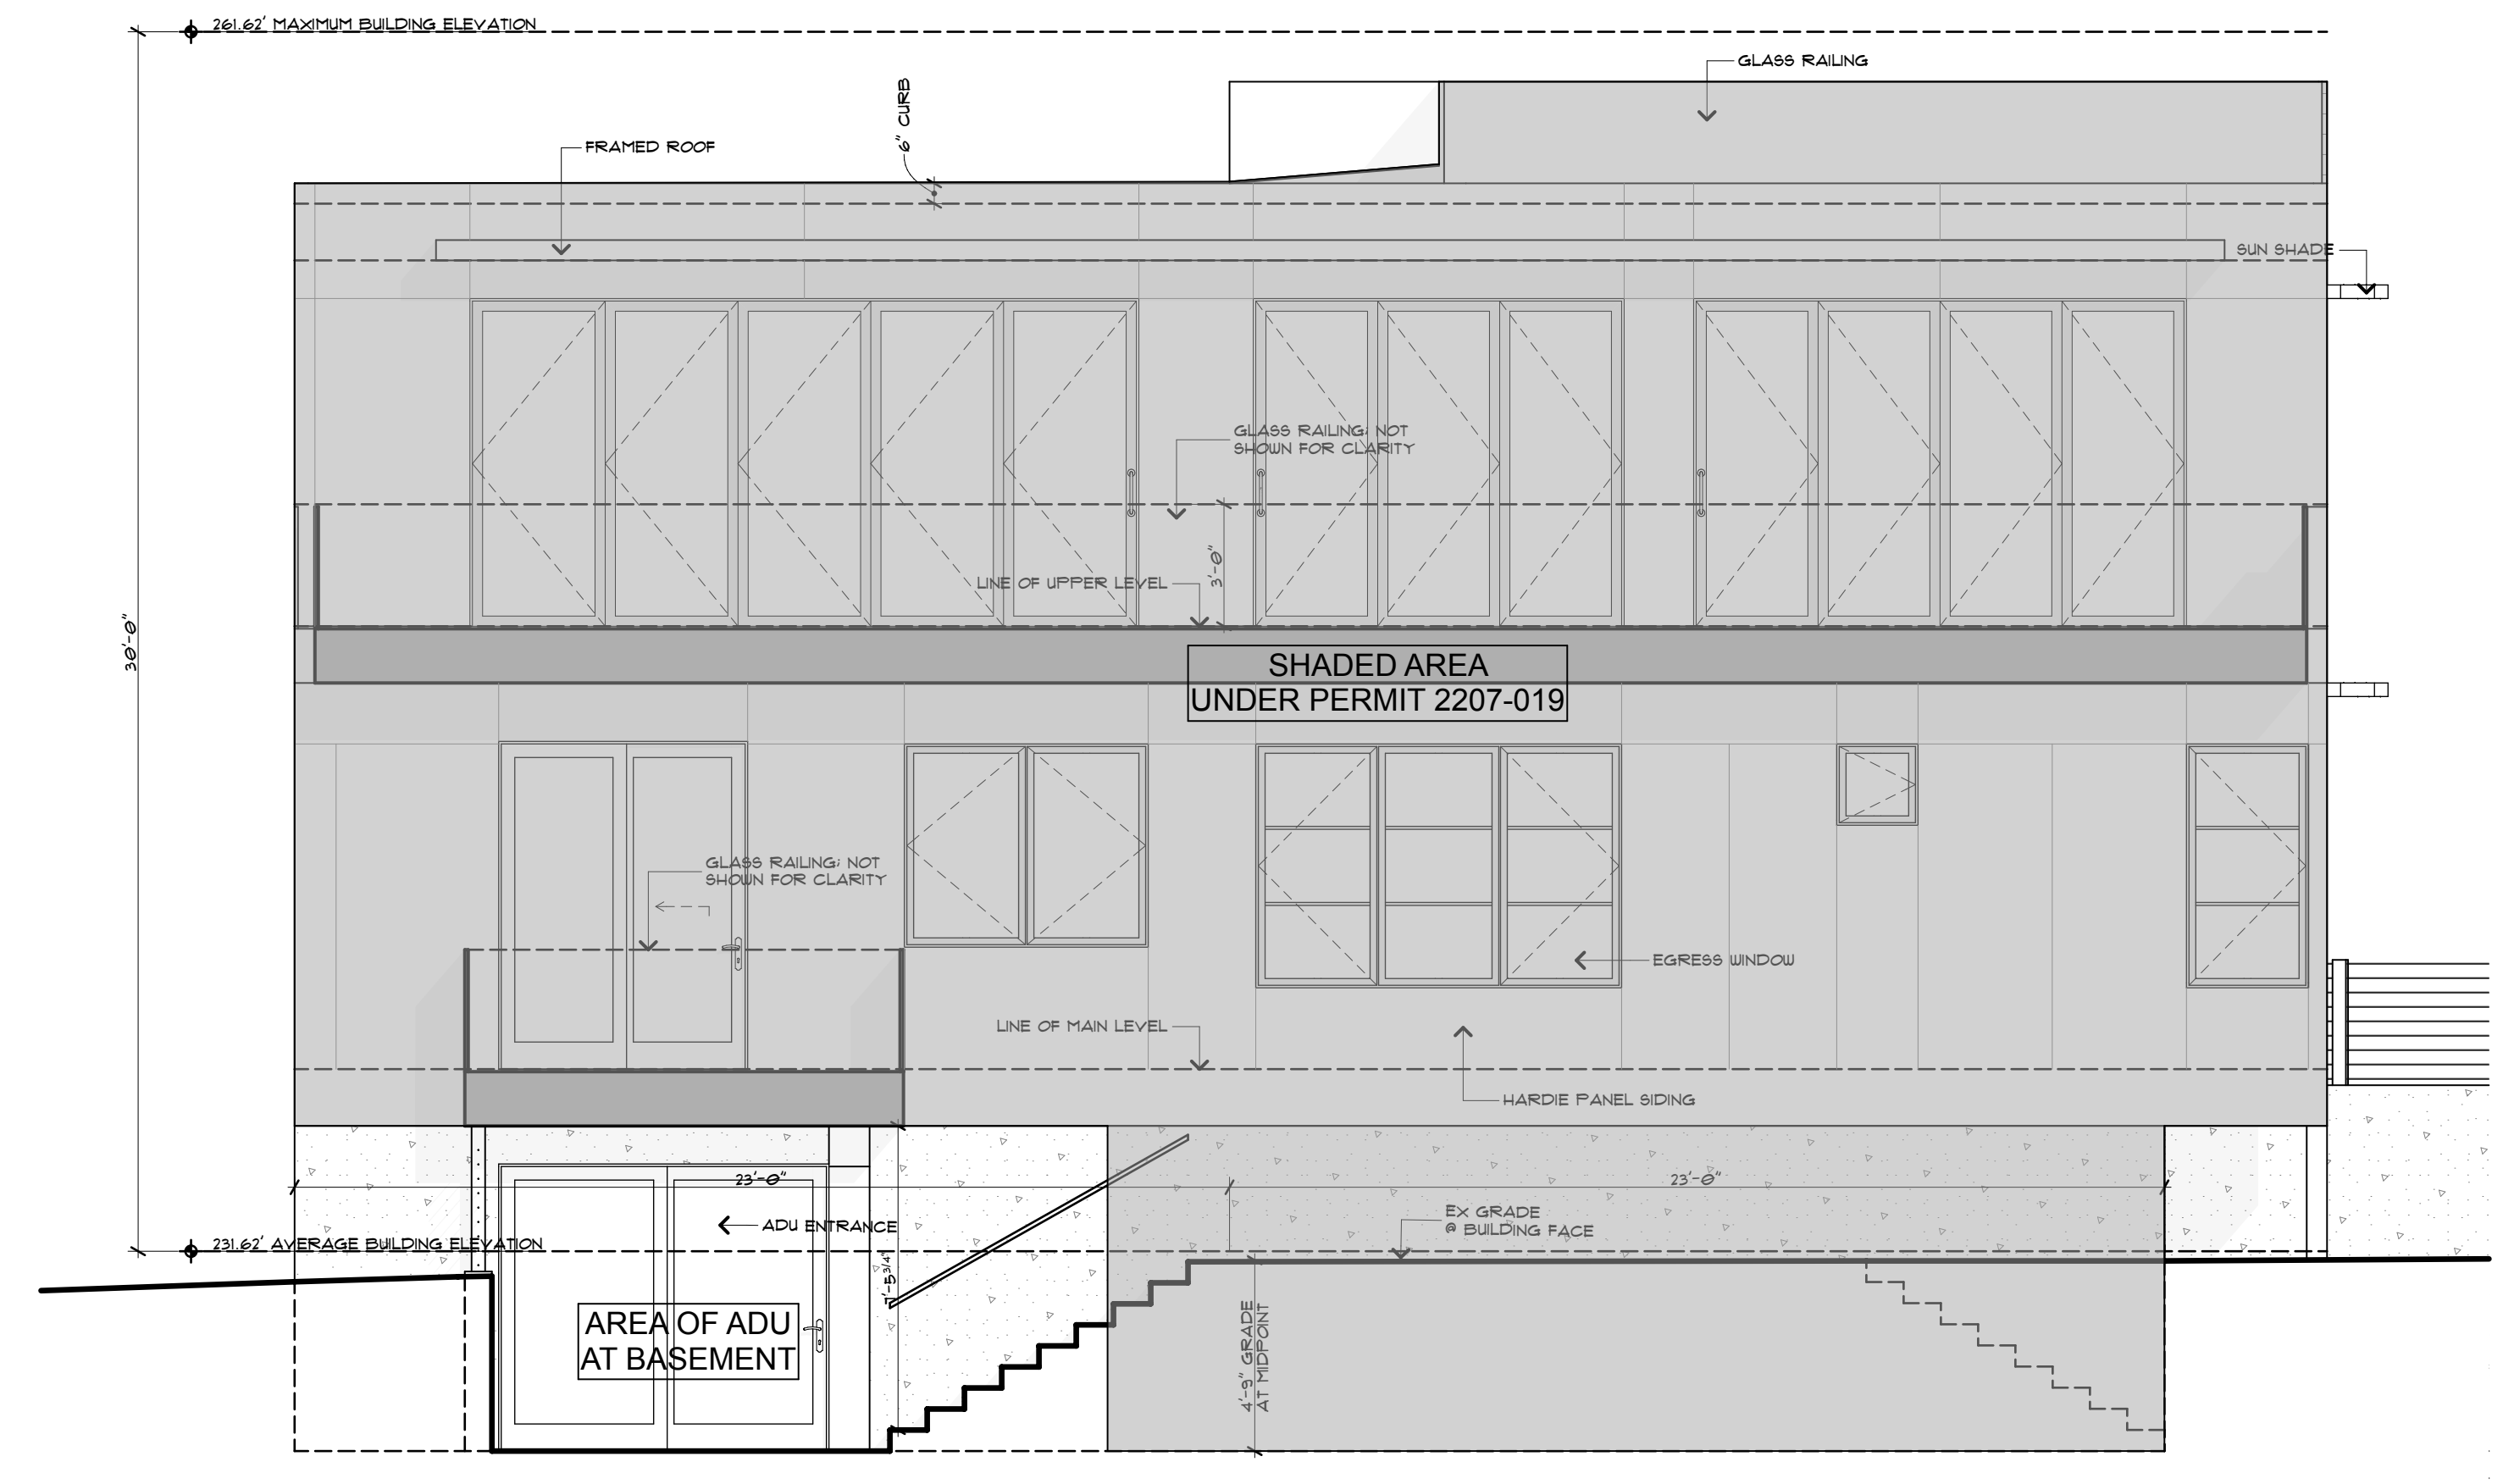 261.62' MAXIMUM BUILDING ELEVATION
GLASS RAILING
6" CURB
FRAMED ROOF
SUN SHADE
GLASS RAILING; NOT
SHOWN FOR CLARITY
3'-0"
LINE OF UPPER LEVEL
30'-0"
SHADED AREA
UNDER PERMIT 2207-019
GLASS RAILING; NOT
SHOWN FOR CLARITY
EGRESS WINDOW
LINE OF MAIN LEVEL
HARDIE PANEL SIDING
23'-0"
23'-0"
ADU ENTRANCE
EX GRADE
@ BUILDING FACE
231.62' AVERAGE BUILDING ELEVATION
7'-5 3/4"
AREA OF ADU
AT BASEMENT
4'-9" GRADE
AT MIDPOINT